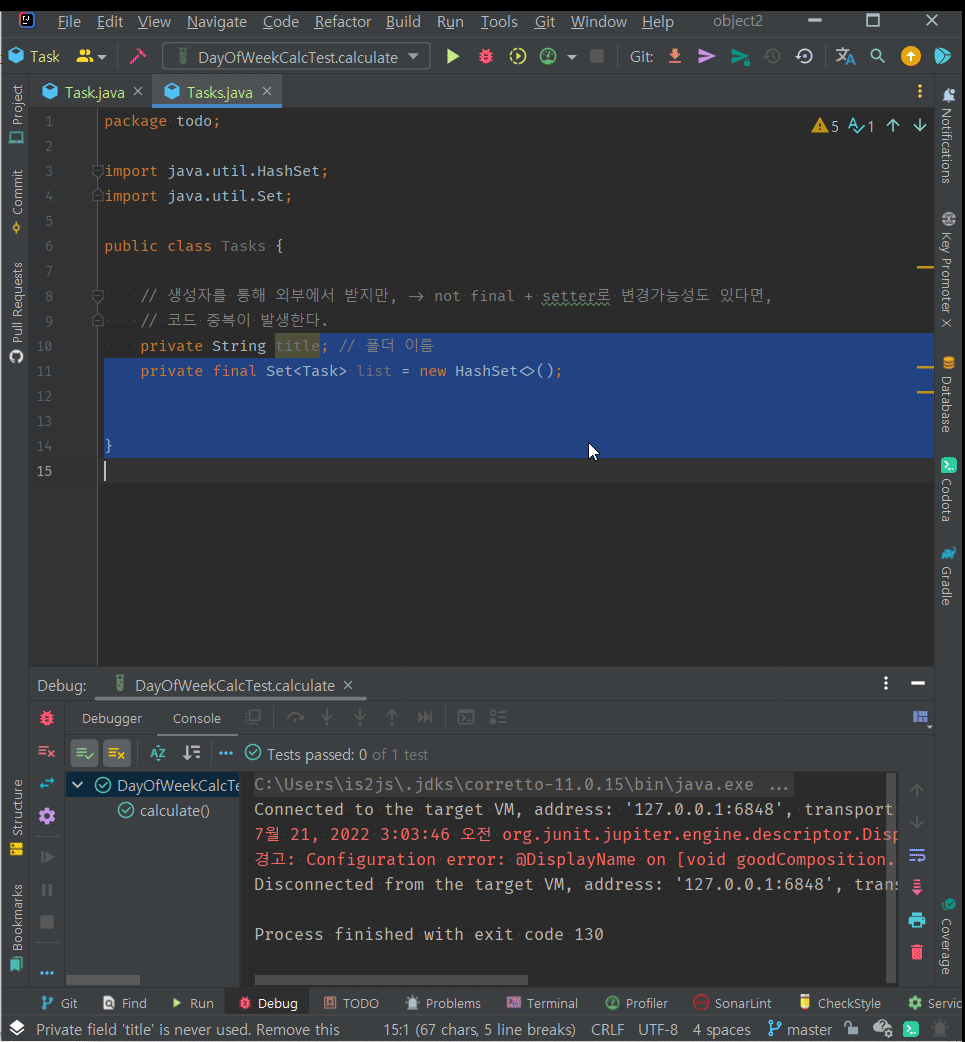 File Edit View Navigate Code Refactor Build Run Tools Git Window Help object2
Task DayOfWeekCalcTest.calculate Git:
Task.java Tasks.java
Project
Commit
Pull Requests
Structure
Bookmarks
1 package todo;
2
3 import java.util.HashSet;
4 import java.util.Set;
5
6 public class Tasks {
7
8 // 생성자를 통해 외부에서 받지만, -> not final + setter로 변경가능성도 있다면,
9 // 코드 중복이 발생한다.
10 private String title; // 폴더 이름
11 private final Set<Task> list = new HashSet<>();
12
13
14 }
15
5 1
Notifications
Key Promoter X
Database
Codota
Gradle
Coverage
Debug: DayOfWeekCalcTest.calculate
Debugger Console
Tests passed: 0 of 1 test
DayOfWeekCalcTe
calculate()
C:\Users\is2js\.jdks\corretto-11.0.15\bin\java.exe ...
Connected to the target VM, address: '127.0.0.1:6848', transport
7월 21, 2022 3:03:46 오전 org.junit.jupiter.engine.descriptor.Disp
경고: Configuration error: @DisplayName on [void goodComposition.
Disconnected from the target VM, address: '127.0.0.1:6848', tran
Process finished with exit code 130
Git Find Run Debug TODO Problems Terminal Profiler SonarLint CheckStyle Servic
Private field 'title' is never used. Remove this 15:1 (67 chars, 5 line breaks) CRLF UTF-8 4 spaces master